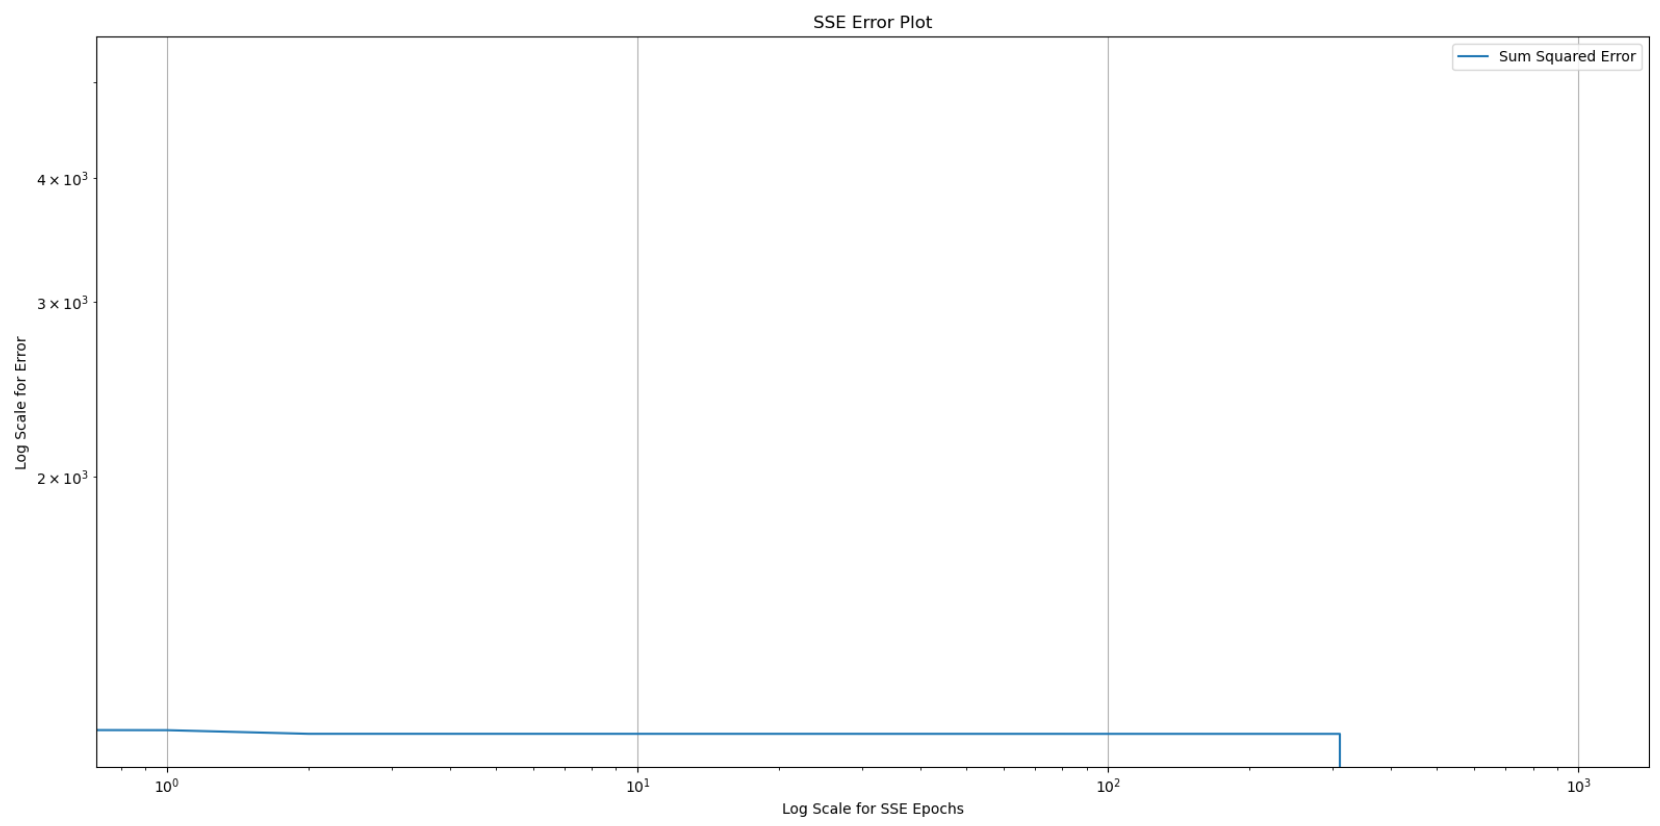 SSE Error Plot
Sum Squared Error
4 × 10³
3 × 10³
2 × 10³
Log Scale for Error
10⁰ 10¹ 10² 10³
Log Scale for SSE Epochs